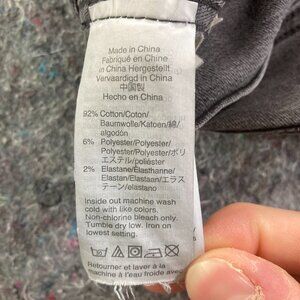 Made in China
Fabriqué en Chine
in China Hergestellt
Vervaardigd in China
中国製
Hecho en China
92% Cotton/Coton/
Baumwolle/Katoen/綿/
algodón
6% Polyester/Polyester/
Polyester/Polyester/ポリ
エステル/poliéster
2% Elastane/Élasthanne/
Elastan/Elastaan/エラス
テーン/elastano
Inside out machine wash
cold with like colors.
Non-chlorine bleach only.
Tumble dry low. Iron on
lowest setting.
Retourner et laver à la
machine à l'eau froide avec